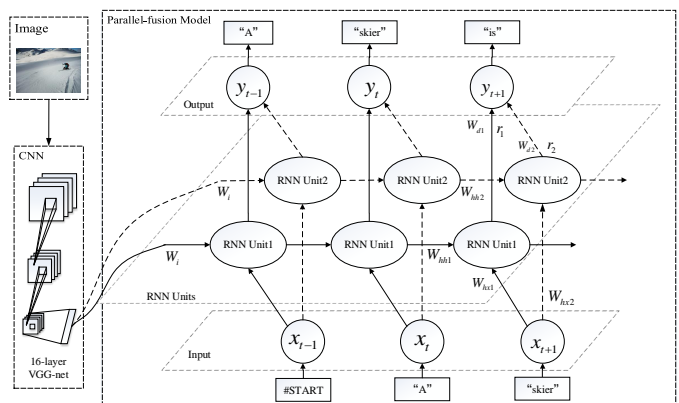 Image
Parallel-fusion Model
“A”
“skier”
“is”
y_{t−1}
y_t
y_{t+1}
Output
W_{d1}
r_1
W_{d2}
r_2
CNN
RNN Unit2
RNN Unit2
RNN Unit2
W_i
W_{hh2}
W_i
RNN Unit1
RNN Unit1
RNN Unit1
W_{hh1}
W_{hx1}
W_{hx2}
RNN Units
x_{t−1}
x_t
x_{t+1}
Input
16-layer
VGG-net
#START
“A”
“skier”